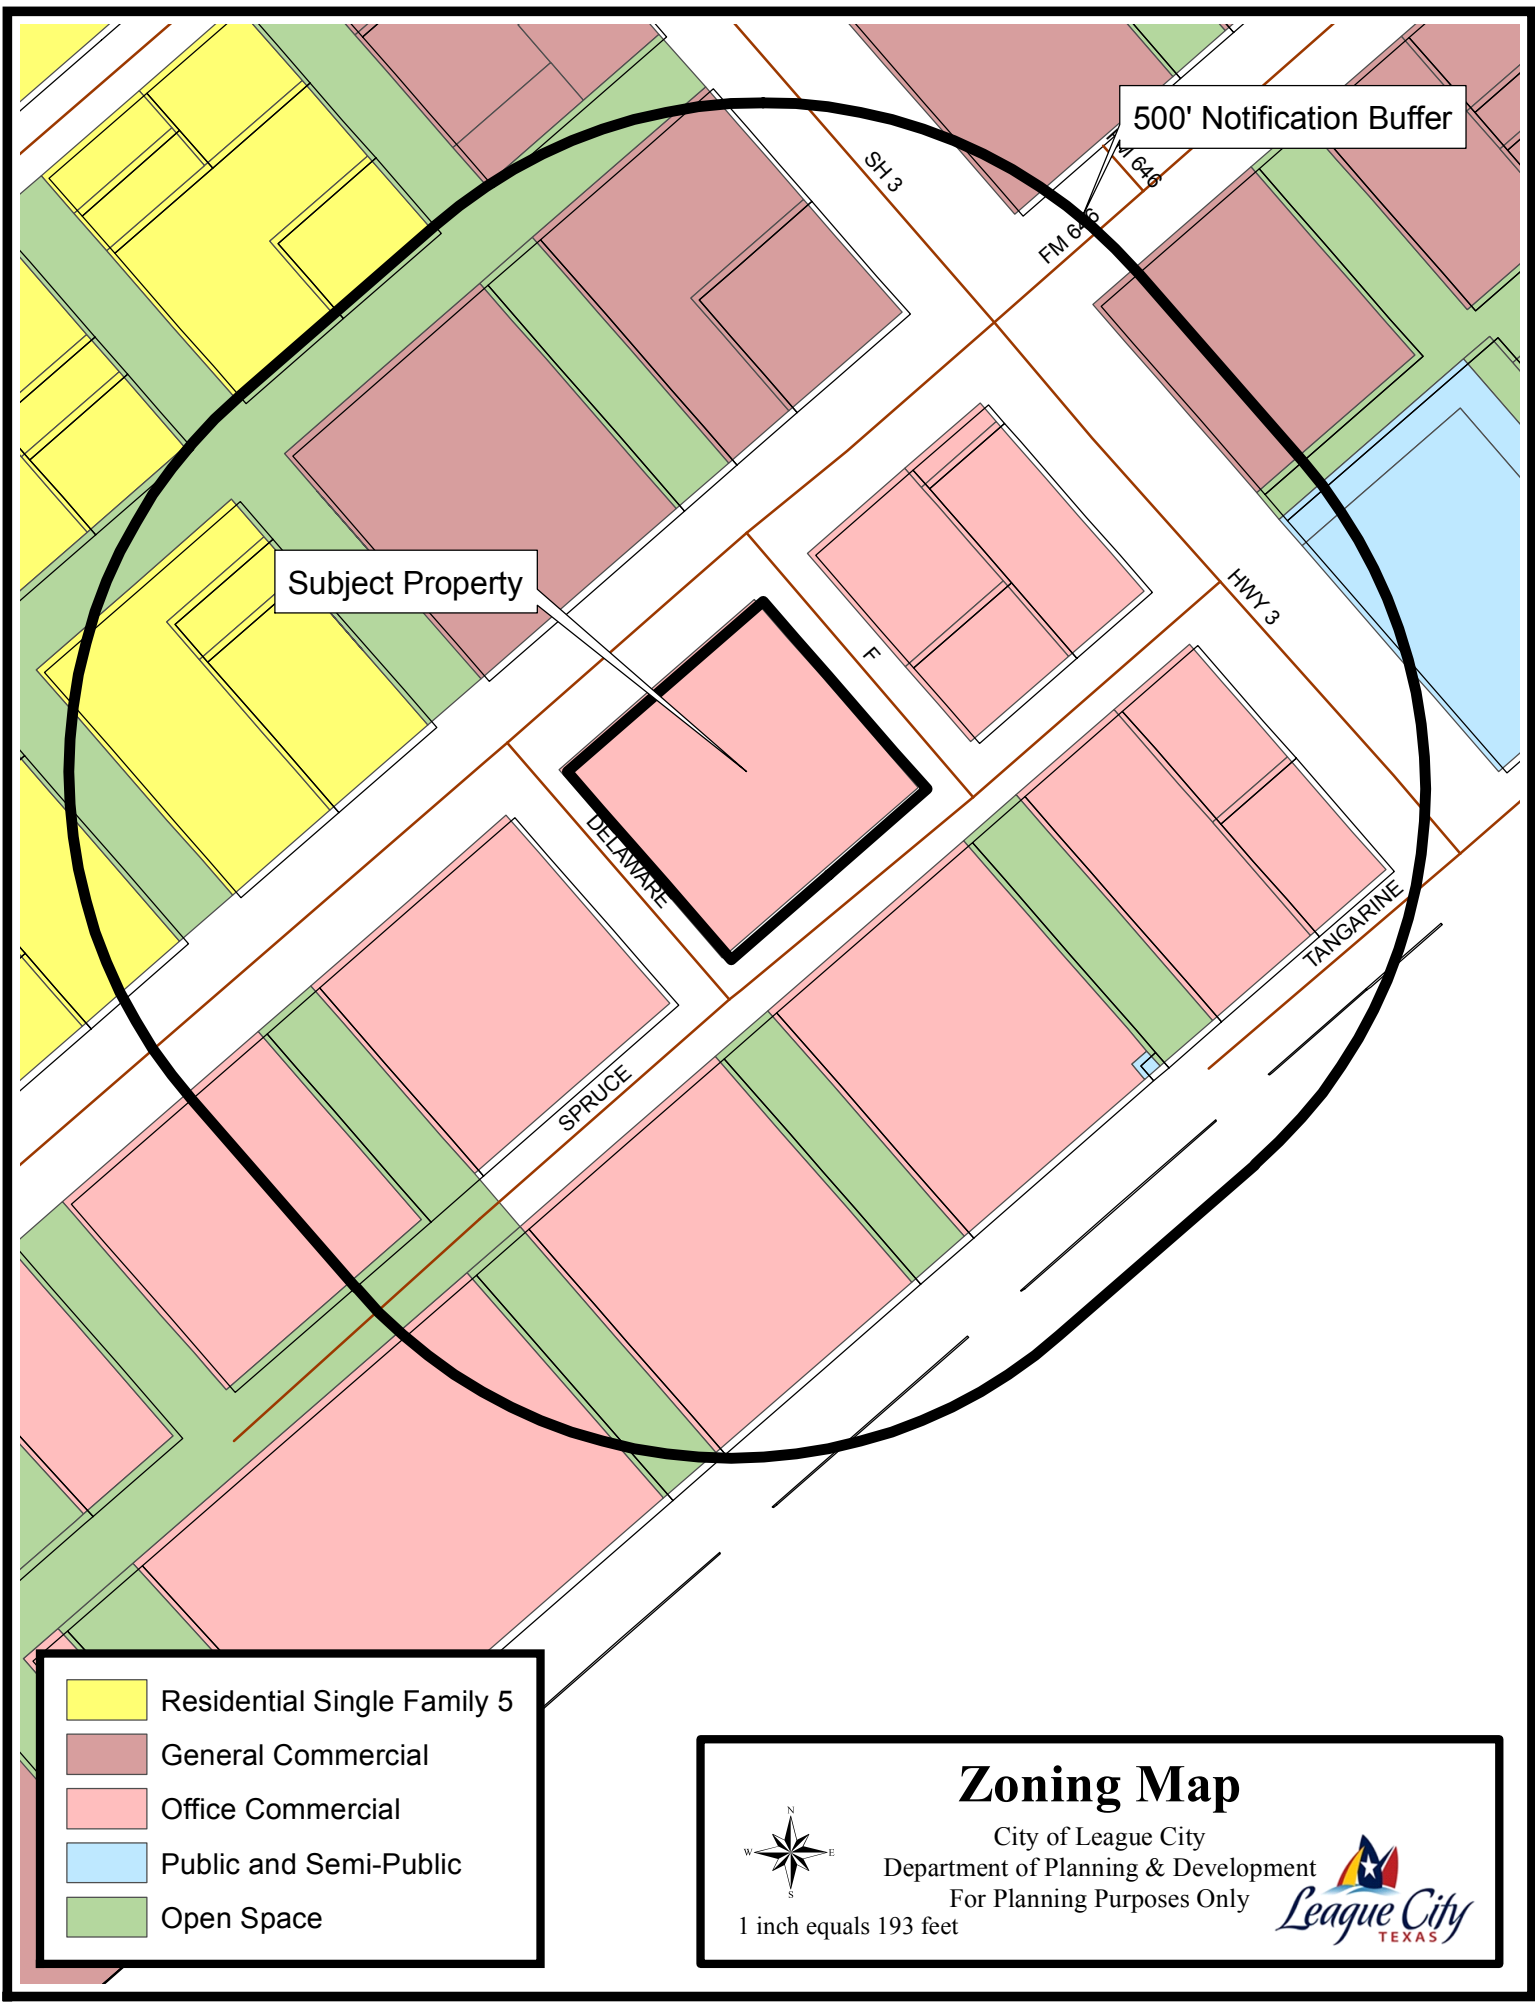 500' Notification Buffer
SH 3
FM 646
FM 646
Subject Property
HWY 3
F
DELAWARE
TANGARINE
SPRUCE
Residential Single Family 5
General Commercial
Office Commercial
Public and Semi-Public
Open Space
Zoning Map
City of League City
Department of Planning & Development
For Planning Purposes Only
1 inch equals 193 feet
N
W E
S
League City
TEXAS